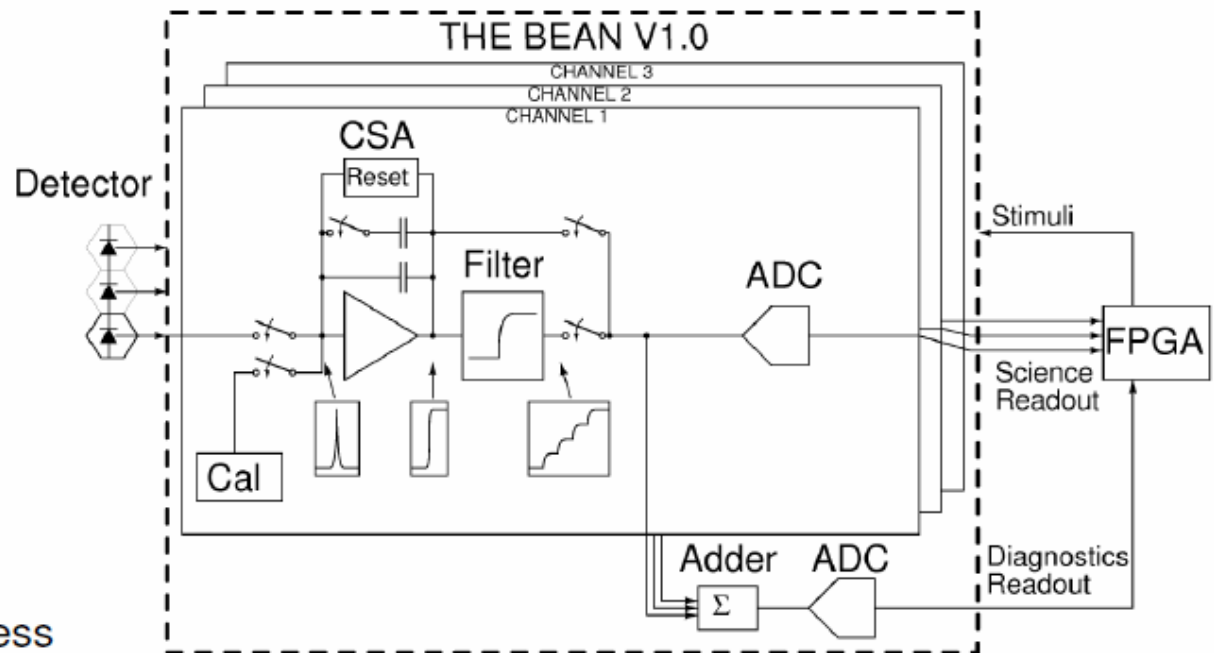 THE BEAN V1.0
CHANNEL 3
CHANNEL 2
CHANNEL 1
CSA
Reset
Detector
Stimuli
Filter
ADC
FPGA
Science
Readout
Cal
Adder
ADC
Diagnostics
Readout
Σ
ess